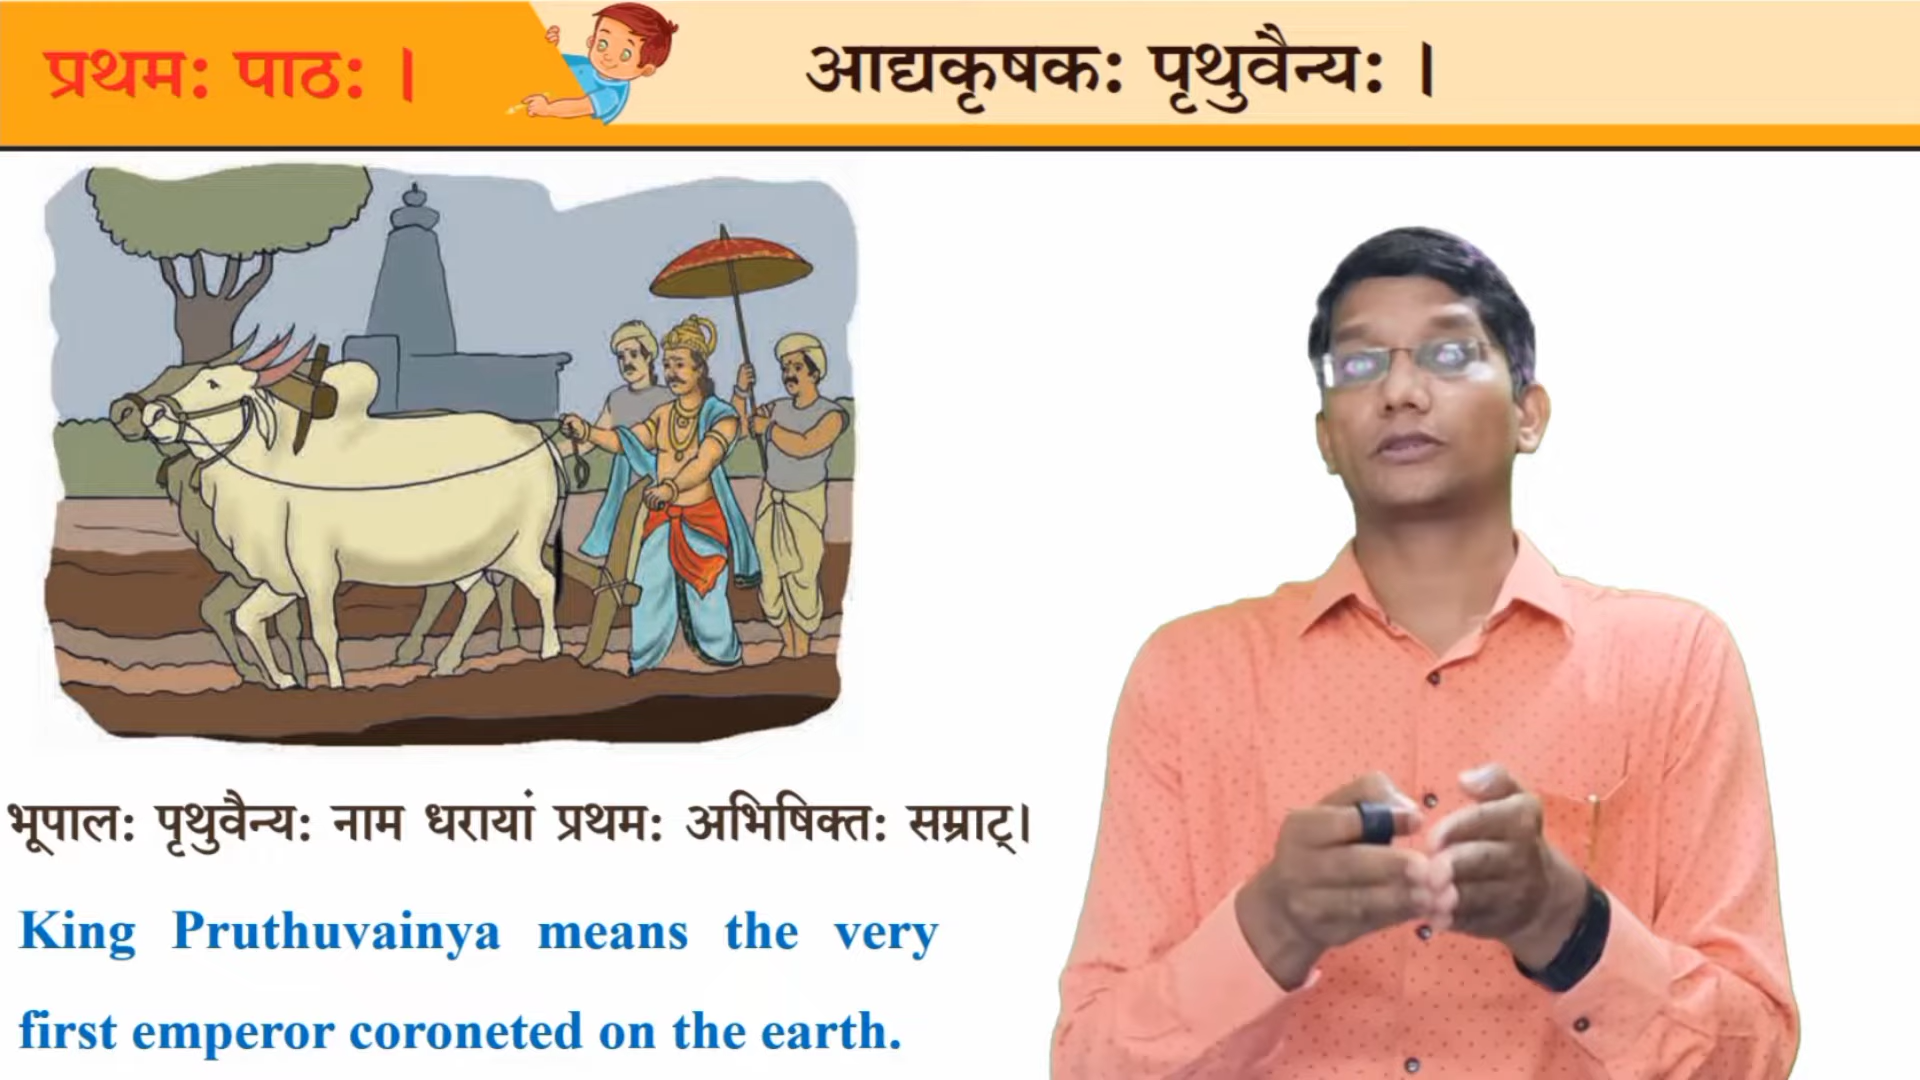 प्रथमः पाठः ।
आद्यकृषकः पृथुवैन्यः ।
भूपालः पृथुवैन्यः नाम धरायां प्रथमः अभिषिक्तः सम्राट्।
King Pruthuvainya means the very
first emperor coroneted on the earth.